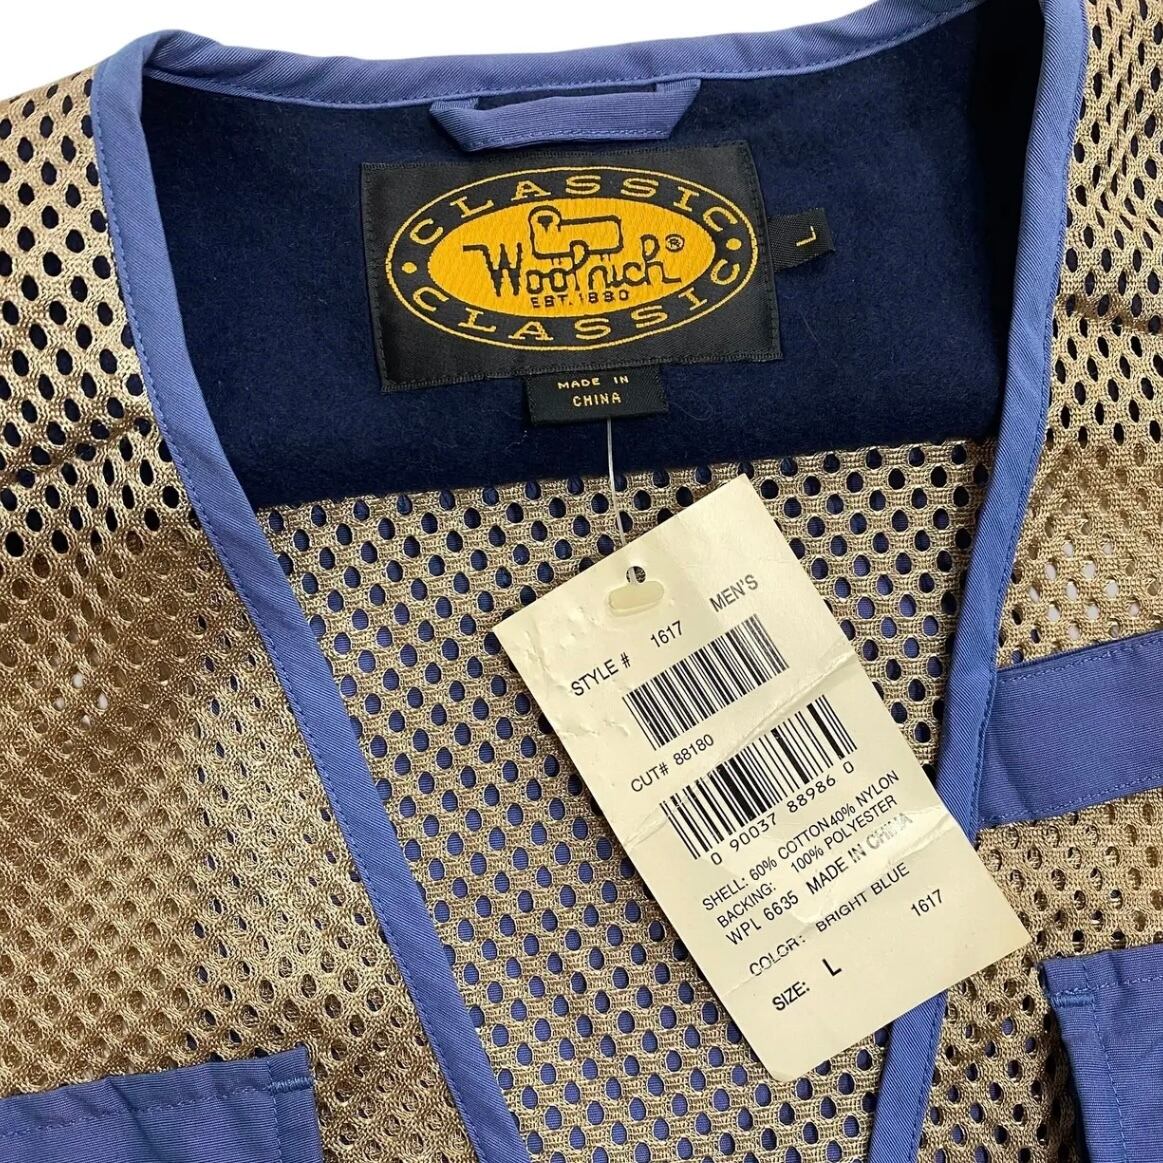 CLASSIC
Woolrich®
EST. 1830
CLASSIC
L
MADE IN
CHINA
STYLE # 1617 MEN'S
CUT# 88180
0 90037 88986 0
SHELL: 60% COTTON 40% NYLON
BACKING: 100% POLYESTER
WPL 6635 MADE IN CHINA
COLOR: BRIGHT BLUE 1617
SIZE: L